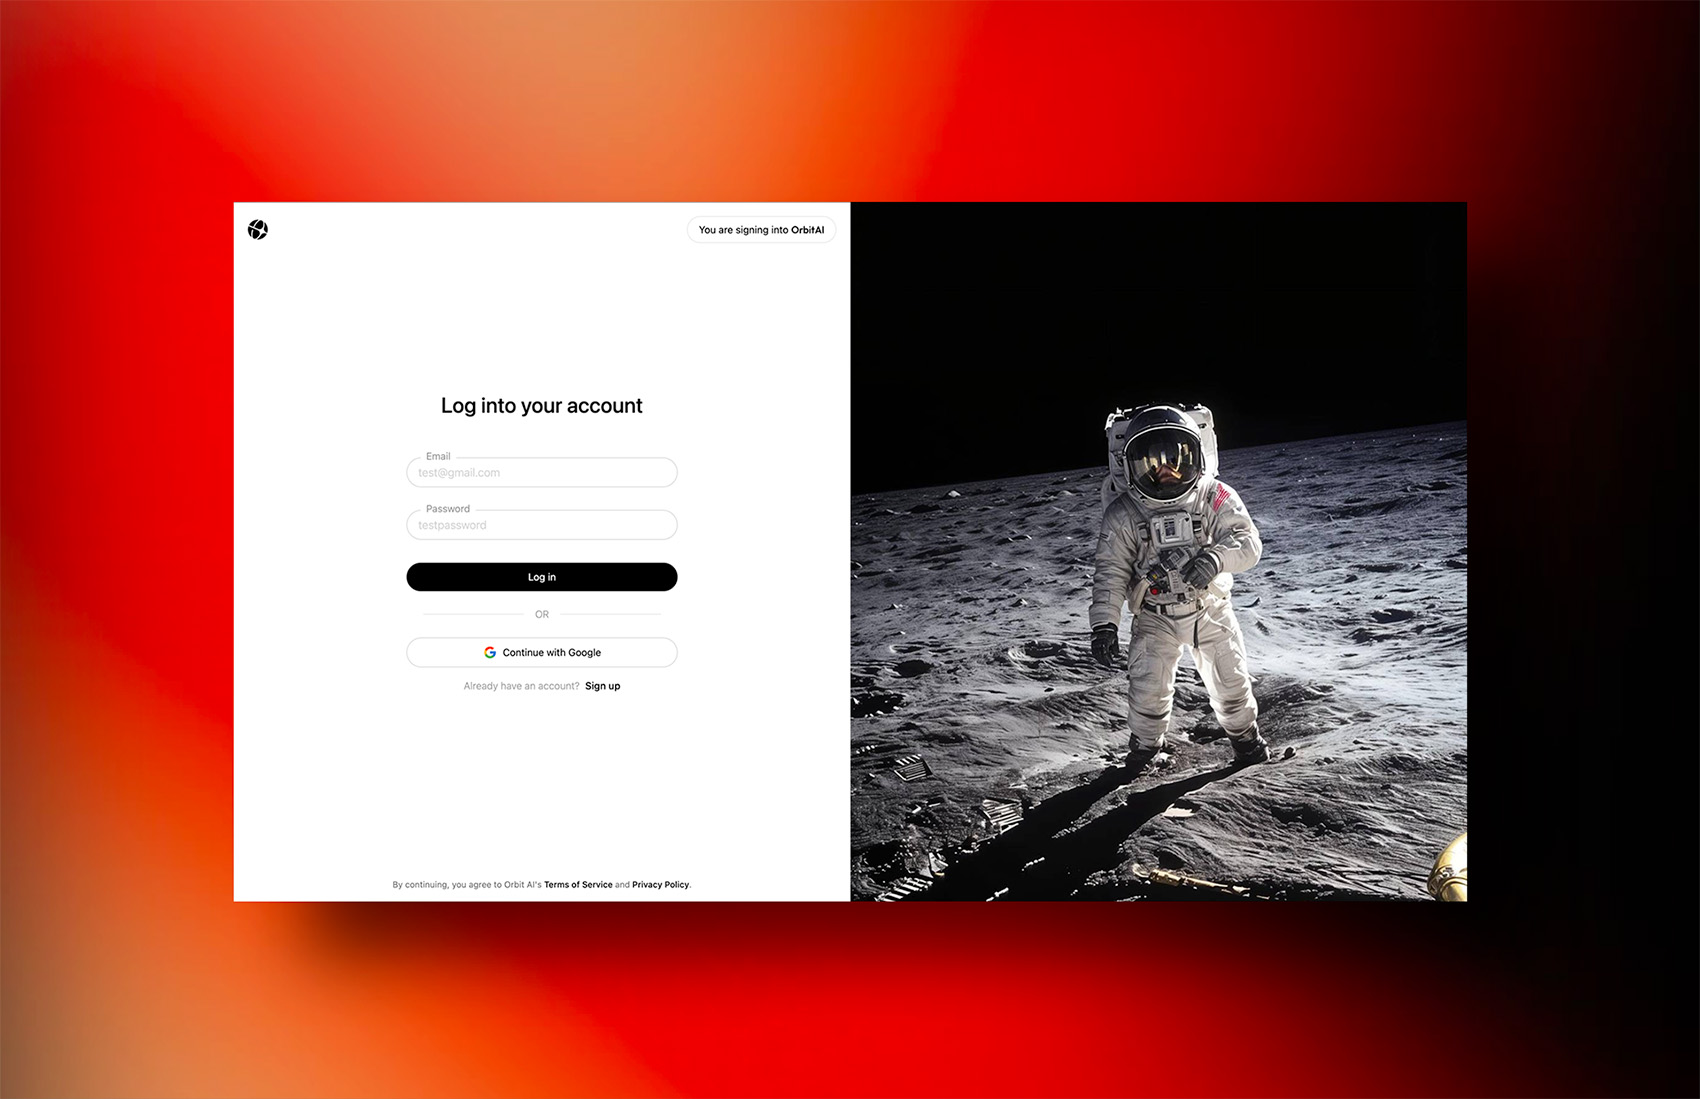 You are signing into OrbitAI
Log into your account
Email
test@gmail.com
Password
testpassword
Log in
OR
Continue with Google
Already have an account? Sign up
By continuing, you agree to Orbit AI's Terms of Service and Privacy Policy.